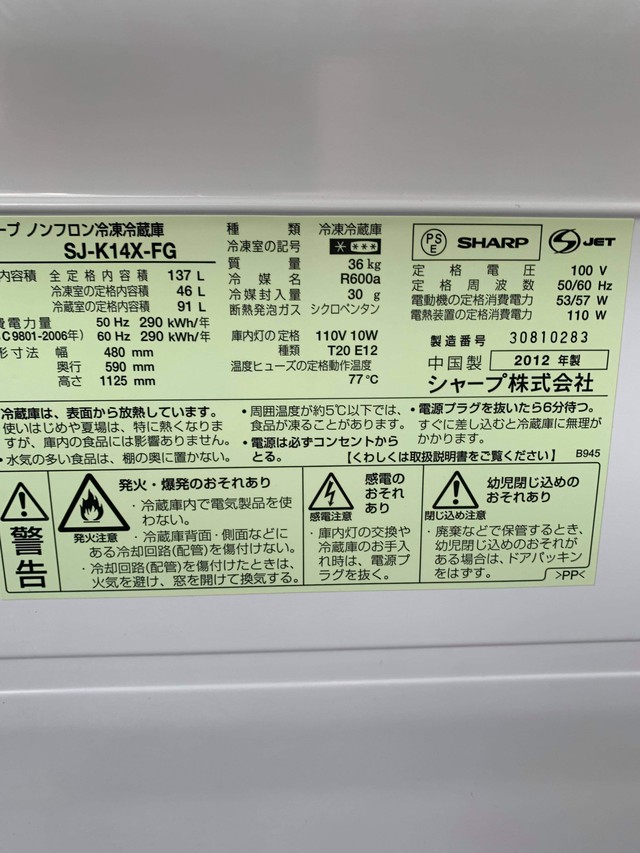 ープ ノンフロン冷凍冷蔵庫
SJ-K14X-FG
内容積 全定格内容積 137 L
冷凍室の定格内容積 46 L
冷蔵室の定格内容積 91 L
費電力量 50 Hz 290 kWh/年
C 9801-2006年) 60 Hz 290 kWh/年
形寸法 幅 480 mm
奥行 590 mm
高さ 1125 mm
種類 冷凍冷蔵庫
冷凍室の記号 * ***
質量 36 kg
冷媒名 R600a
冷媒封入量 30 g
断熱発泡ガス シクロペンタン
庫内灯の定格 110V 10W
種類 T20 E12
温度ヒューズの定格動作温度
77℃
PSE SHARP S JET
定格電圧 100 V
定格周波数 50/60 Hz
電動機の定格消費電力 53/57 W
電熱装置の定格消費電力 110 W
製造番号 30810283
中国製 2012 年製
シャープ株式会社
冷蔵庫は、表面から放熱しています。
使いはじめや夏場は、特に熱くなりま
すが、庫内の食品には影響ありません。
・水気の多い食品は、棚の奥に置かない。
・周囲温度が約5℃以下では、
食品が凍ることがあります。
・電源は必ずコンセントから
とる。
・電源プラグを抜いたら6分待つ。
すぐに差し込むと冷蔵庫に無理が
かかります。
【くわしくは取扱説明書をご覧ください】 B945
警告
発火注意
発火・爆発のおそれあり
・冷蔵庫内で電気製品を使
わない。
・冷蔵庫背面・側面などに
ある冷却回路(配管)を傷付けない。
・冷却回路(配管)を傷付けたときは、
火気を避け、窓を開けて換気する。
感電注意
感電の
おそれ
あり
・庫内灯の交換や
冷蔵庫のお手入
れ時は、電源プ
ラグを抜く。
閉じ込め注意
幼児閉じ込めの
おそれあり
・廃棄などで保管するとき、
幼児閉じ込めのおそれが
ある場合は、ドアパッキン
をはずす。
>PP<